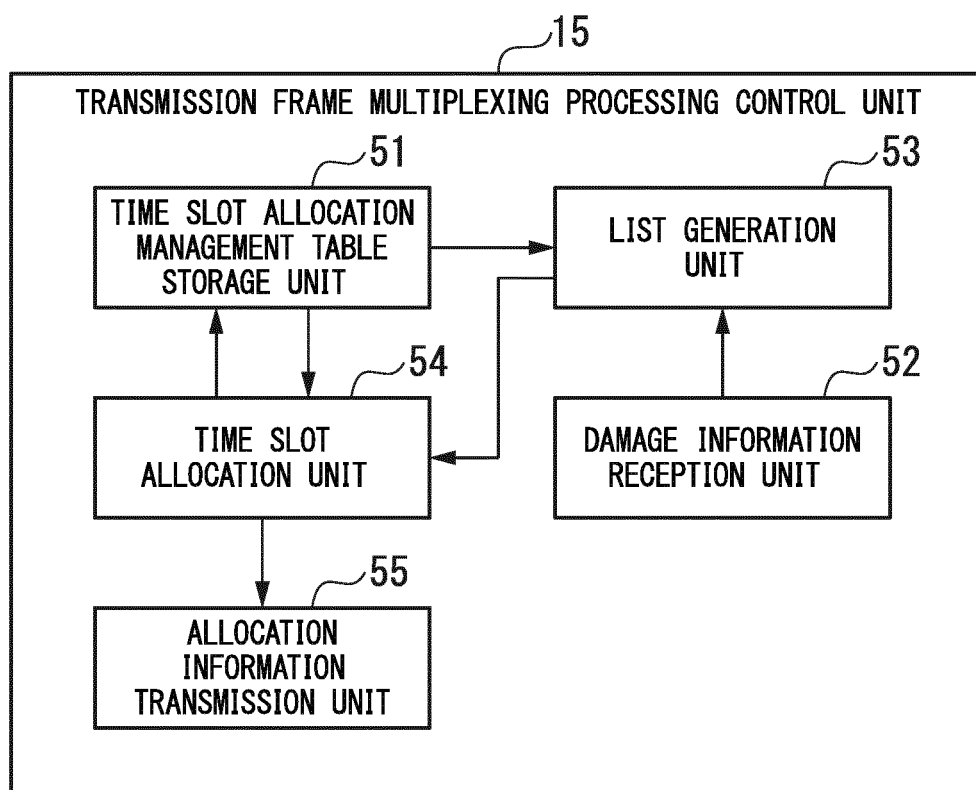 15
TRANSMISSION FRAME MULTIPLEXING PROCESSING CONTROL UNIT
51
TIME SLOT ALLOCATION
MANAGEMENT TABLE
STORAGE UNIT
53
LIST GENERATION
UNIT
54
TIME SLOT
ALLOCATION UNIT
52
DAMAGE INFORMATION
RECEPTION UNIT
55
ALLOCATION
INFORMATION
TRANSMISSION UNIT